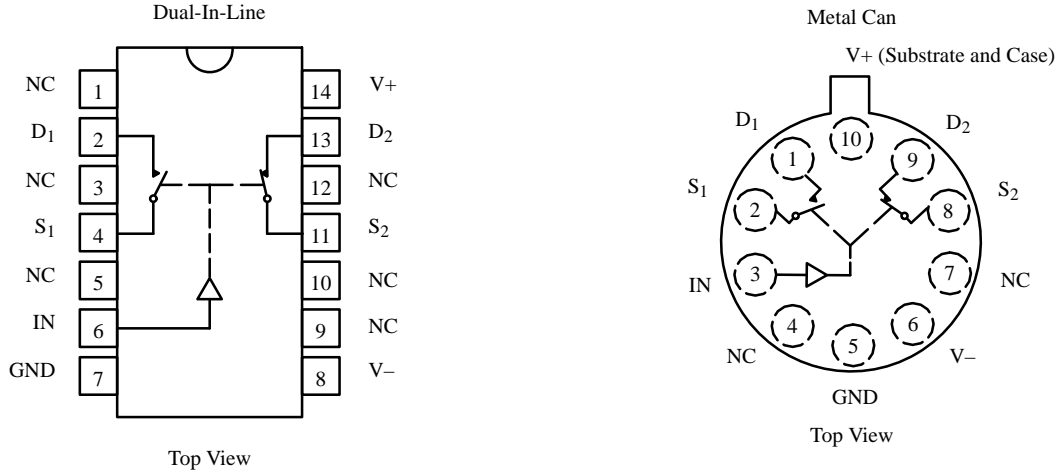 Dual-In-Line
NC 1 14 V+
D1 2 13 D2
NC 3 12 NC
S1 4 11 S2
NC 5 10 NC
IN 6 9 NC
GND 7 8 V–
Top View
Metal Can
V+ (Substrate and Case)
D1 D2
10
1 9
S1 S2
2 8
IN 3 7 NC
4 6
5
NC V–
GND
Top View